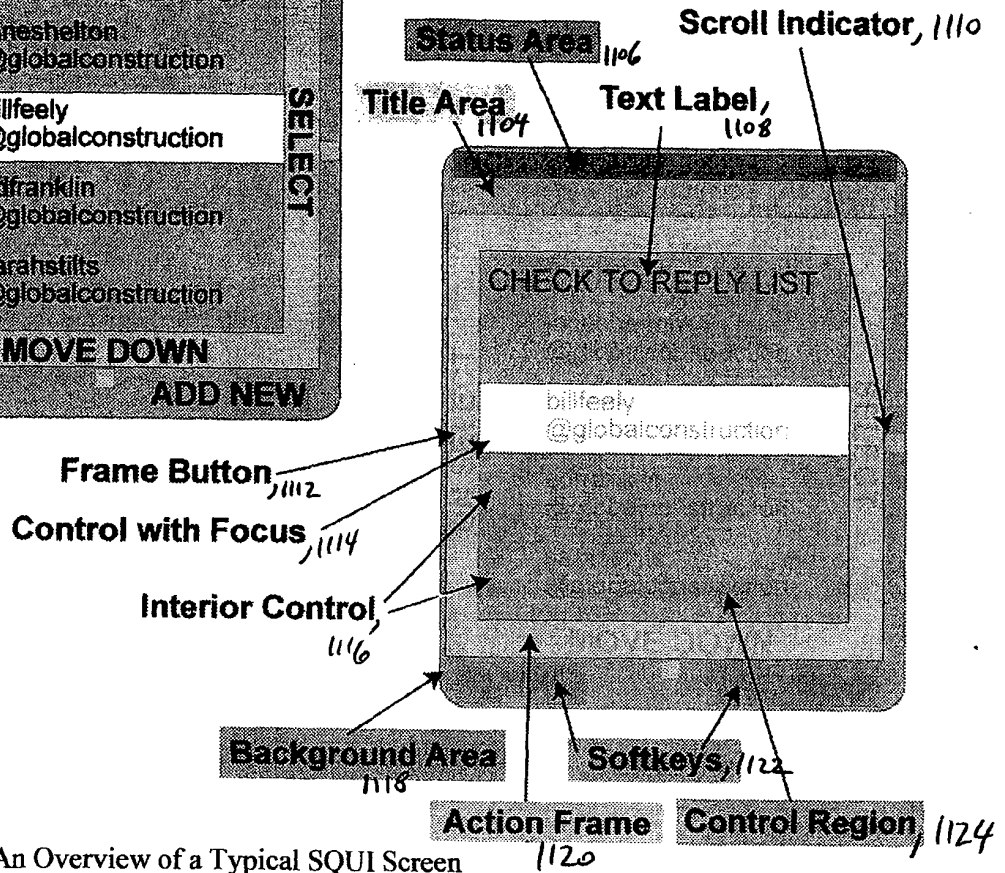 neshelton
@globalconstruction
illfeely
@globalconstruction
dfranklin
@globalconstruction
arahstilts
@globalconstruction
SELECT
MOVE DOWN
ADD NEW
Status Area 1106
Scroll Indicator, 1110
Title Area 1104
Text Label, 1108
CHECK TO REPLY LIST
billfeely
@globalconstruction
Frame Button, 1112
Control with Focus, 1114
Interior Control, 1116
MOVE DOWN
Background Area 1118
Softkeys, 1122
Action Frame 1120
Control Region, 1124
An Overview of a Typical SQUI Screen